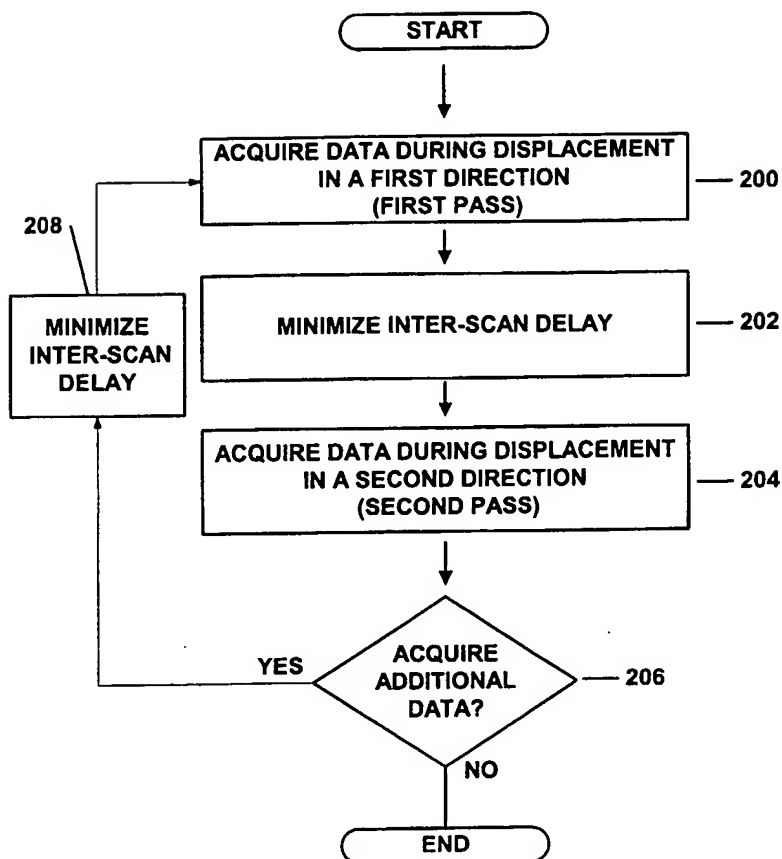 START
ACQUIRE DATA DURING DISPLACEMENT
IN A FIRST DIRECTION
(FIRST PASS)
200
208
MINIMIZE
INTER-SCAN
DELAY
MINIMIZE INTER-SCAN DELAY
202
ACQUIRE DATA DURING DISPLACEMENT
IN A SECOND DIRECTION
(SECOND PASS)
204
YES
ACQUIRE
ADDITIONAL
DATA?
206
NO
END